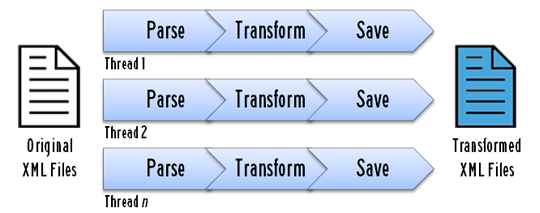 Parse Transform Save
Thread 1
Parse Transform Save
Thread 2
Parse Transform Save
Thread n
Original
XML Files
Transformed
XML Files